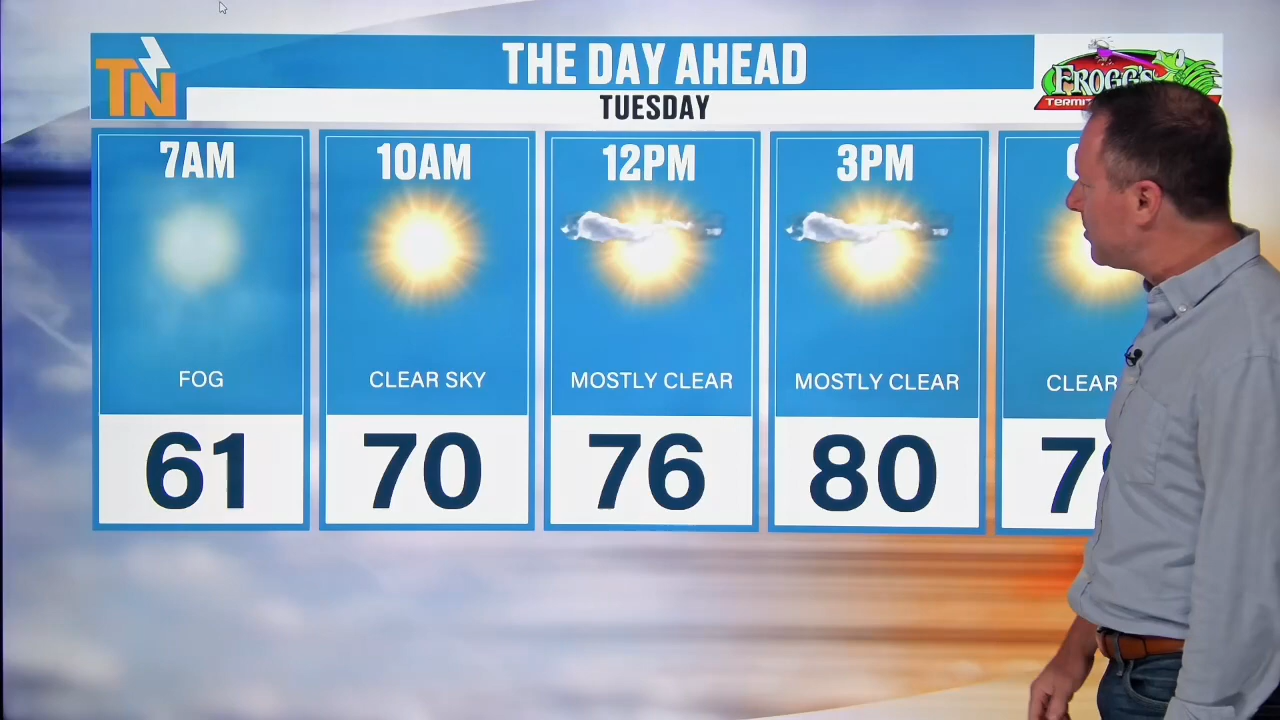 TN
THE DAY AHEAD
FROGG'S
TUESDAY
7AM
10AM
12PM
3PM
FOG
CLEAR SKY
MOSTLY CLEAR
MOSTLY CLEAR
CLEAR
61
70
76
80